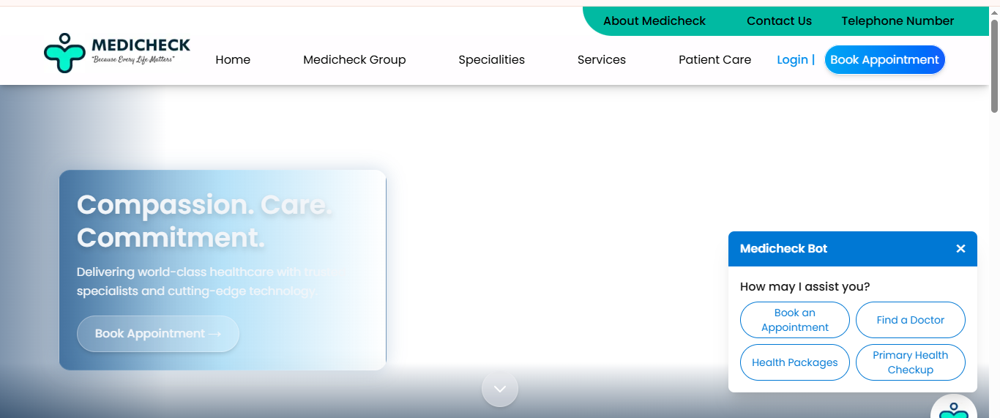 About Medicheck Contact Us Telephone Number
MEDICHECK
"Because Every Life Matters"
Home Medicheck Group Specialities Services Patient Care Login | Book Appointment
Compassion. Care.
Commitment.
Delivering world-class healthcare with trusted
specialists and cutting-edge technology.
Book Appointment →
Medicheck Bot ✕
How may I assist you?
Book an
Appointment
Find a Doctor
Health Packages
Primary Health
Checkup